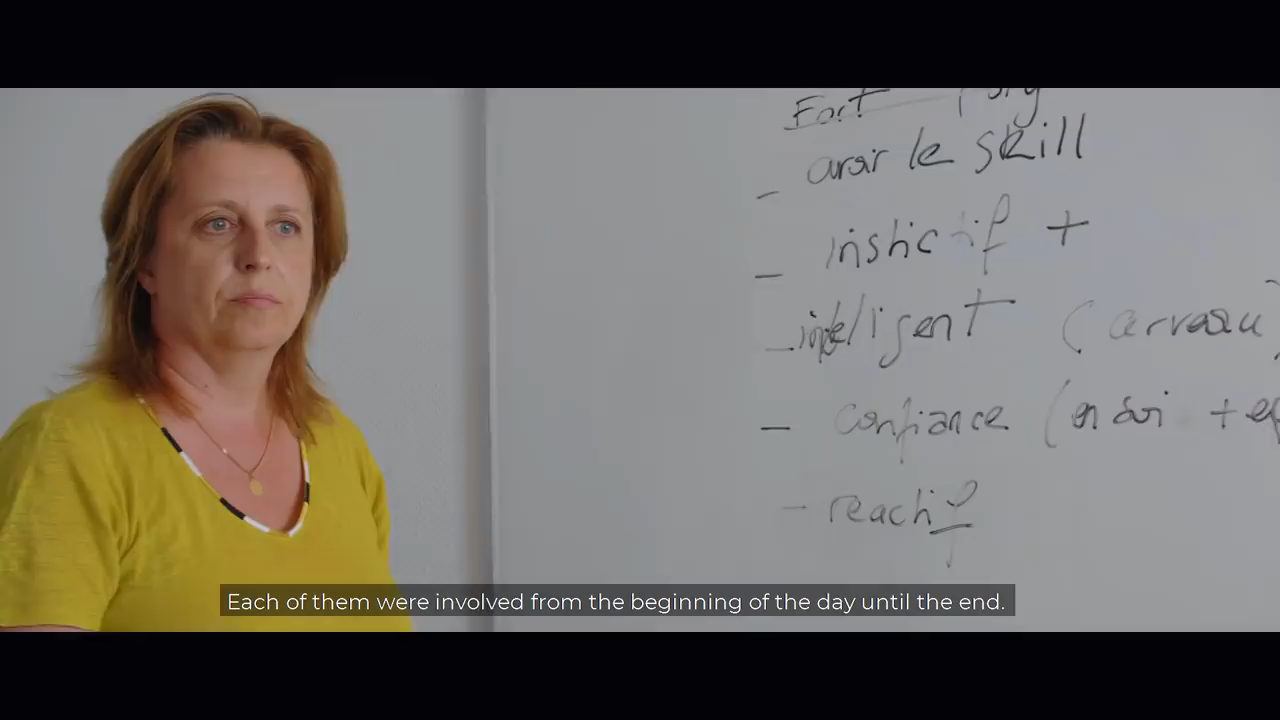 Fort
- avoir le skill
- instictif +
- intelligent (cerveau)
- confiance (en soi +
- reactif
Each of them were involved from the beginning of the day until the end.